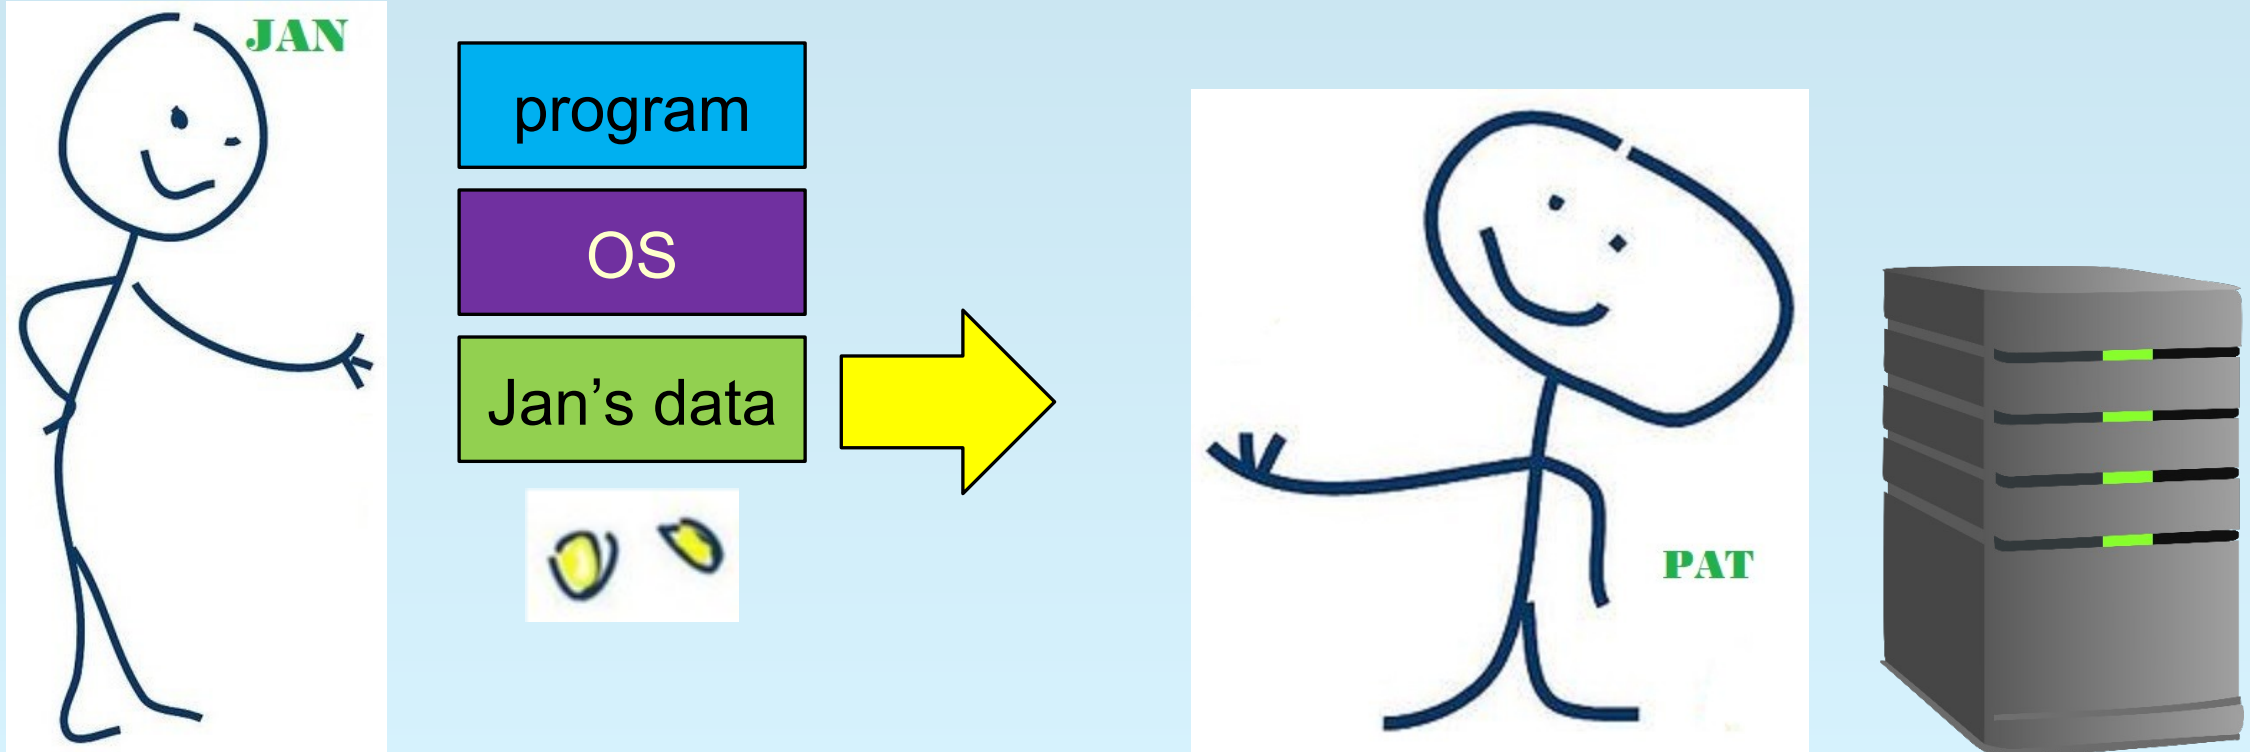 JAN
program
OS
Jan’s data
PAT